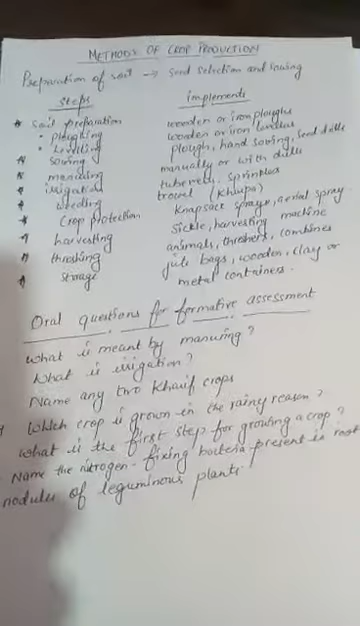 METHODS OF CROP PRODUCTION
Preparation of soil → Seed selection and sowing
Steps implements
* Soil preparation
• Ploughing wooden or iron ploughs
• Levelling wooden or iron levellers
* Sowing plough, hand sowing, seed drills
* manuring manually or with drills
* irrigation tubewell, sprinkles
* weeding trowel (Khurpa)
* Crop protection Knapsack sprays, aerial spray
* harvesting Sickle, harvesting machine
* threshing animals, threshers, combines
* Storage jute bags, wooden, clay or
metal containers.
Oral questions for formative assessment
What is meant by manuring?
What is irrigation?
Name any two Kharif crops
Which crop is grown in the rainy season?
What is the first step for growing a crop?
Name the nitrogen-fixing bacteria present in root
nodules of leguminous plants.